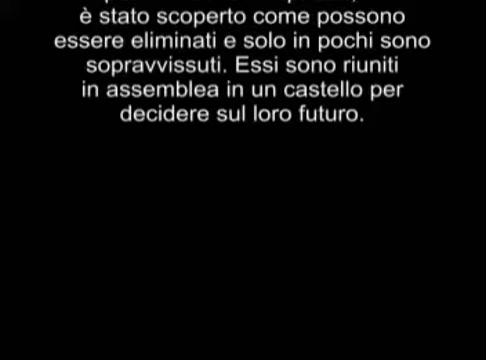 è stato scoperto come possono
essere eliminati e solo in pochi sono
sopravvissuti. Essi sono riuniti
in assemblea in un castello per
decidere sul loro futuro.